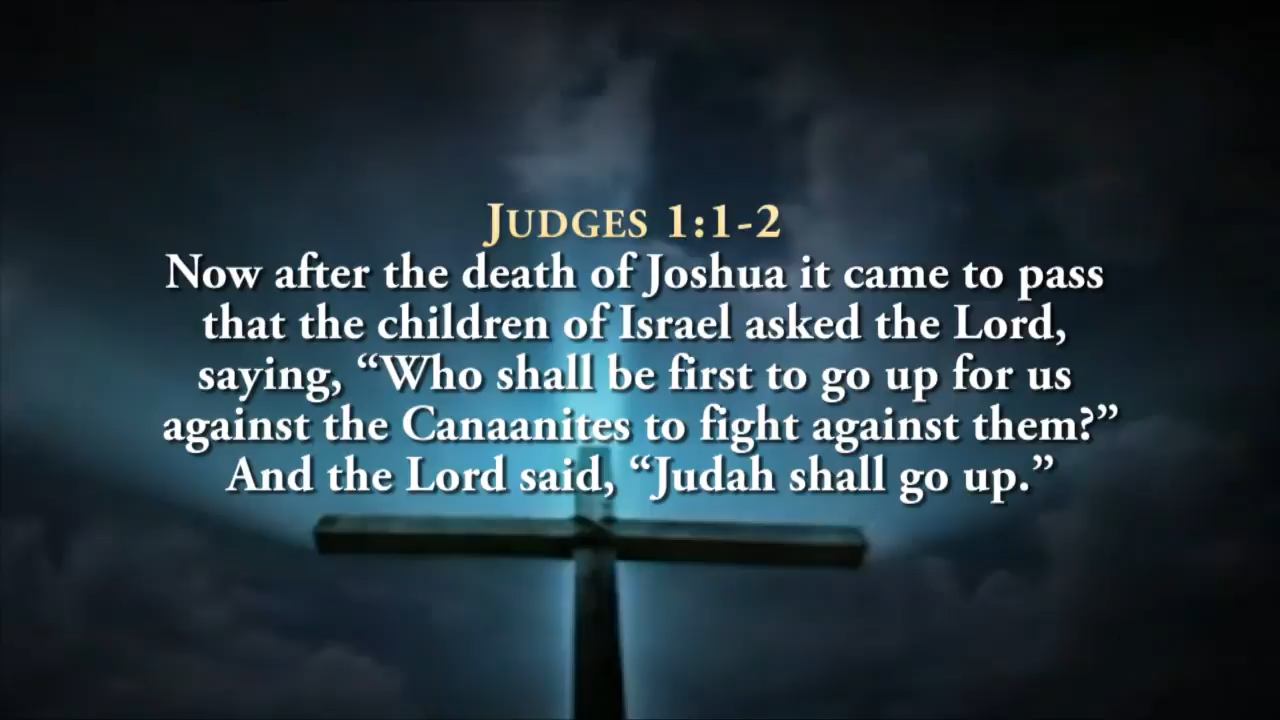 JUDGES 1:1-2
Now after the death of Joshua it came to pass
that the children of Israel asked the Lord,
saying, “Who shall be first to go up for us
against the Canaanites to fight against them?”
And the Lord said, “Judah shall go up.”